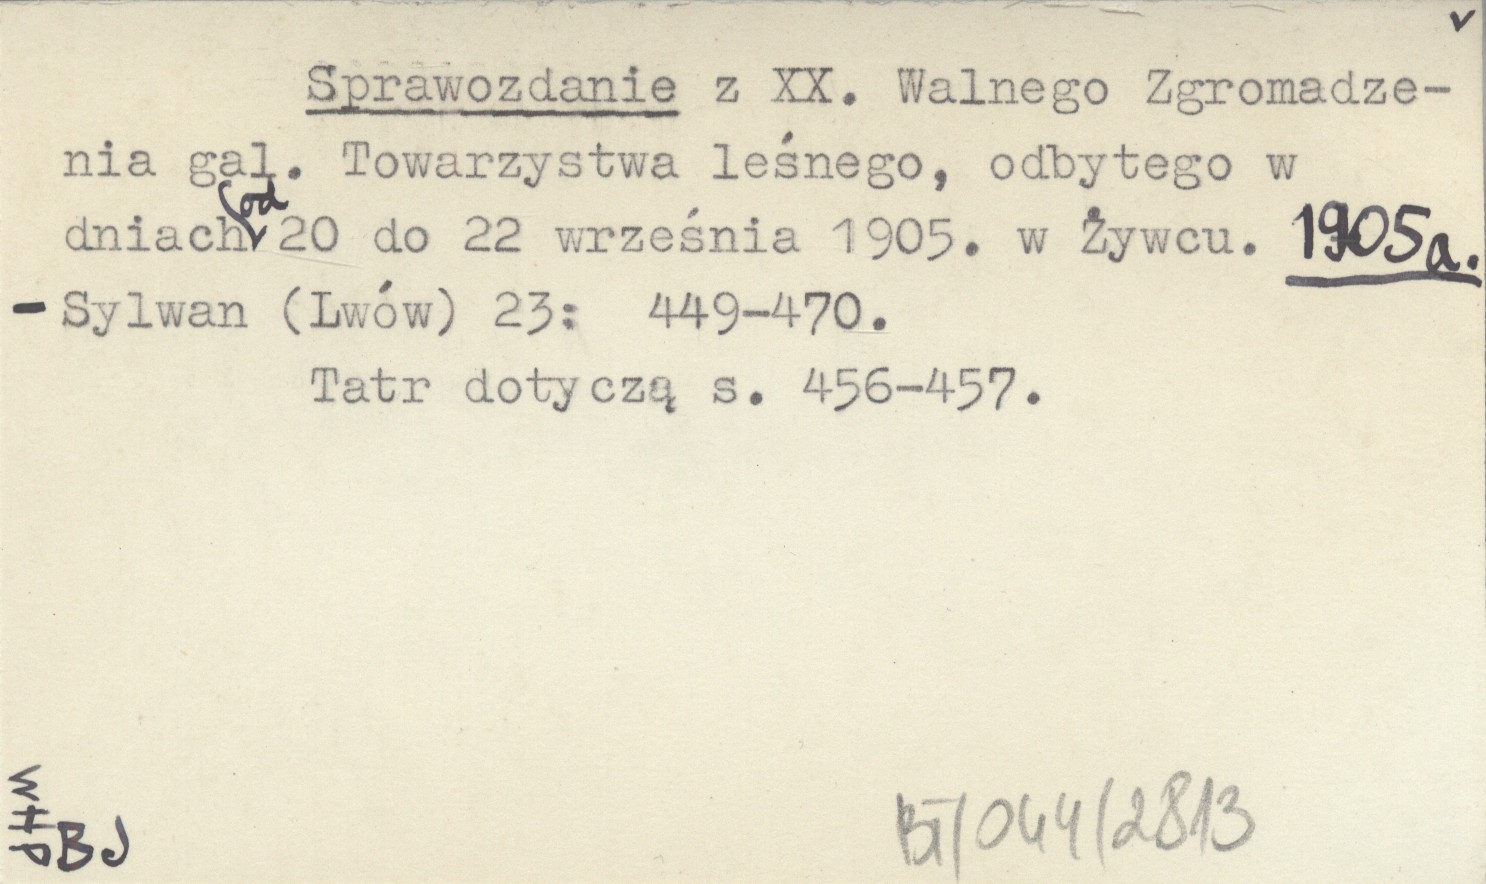 Sprawozdanie z XX. Walnego Zgromadze-
nia gal. Towarzystwa leśnego, odbytego w
dniach od 20 do 22 września 1905. w Żywcu. 1905a.
- Sylwan (Lwów) 23: 449-470.
Tatr dotyczą s. 456-457.
BJ
BT/044/2813